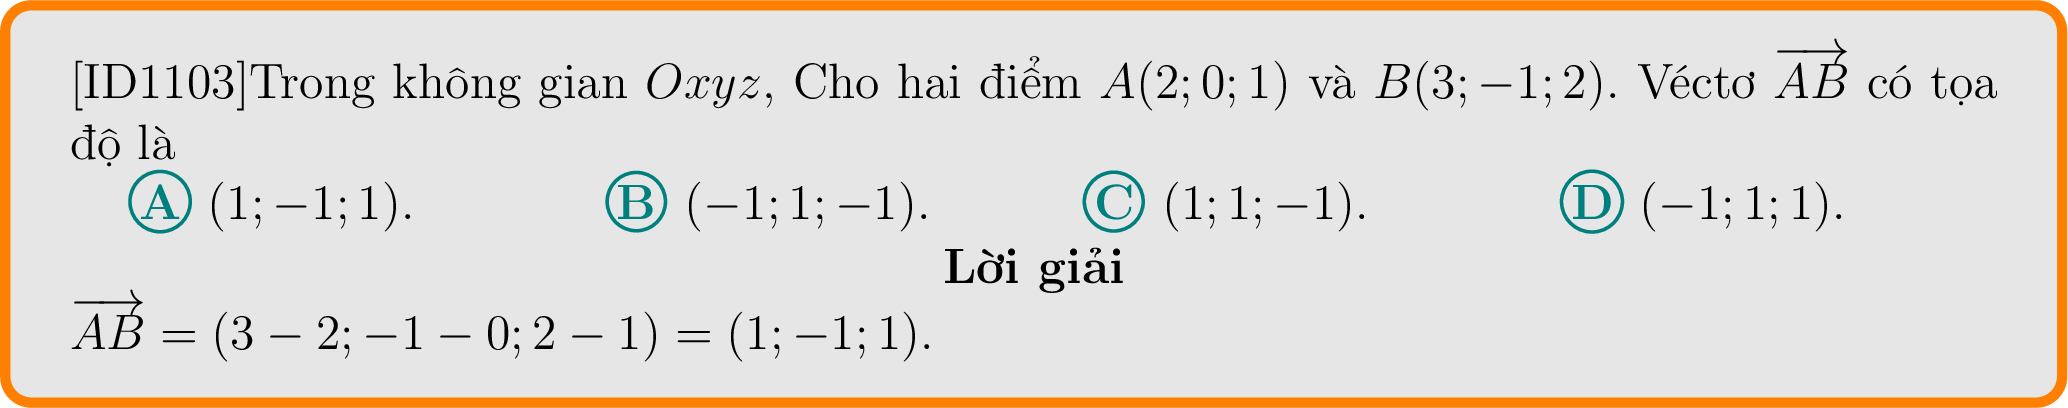 [ID1103]Trong không gian Oxyz, Cho hai điểm A(2; 0; 1) và B(3; −1; 2). Véctơ $\overrightarrow{AB}$ có tọa
độ là
A (1; −1; 1). B (−1; 1; −1). C (1; 1; −1). D (−1; 1; 1).
Lời giải
$\overrightarrow{AB}$ = (3 − 2; −1 − 0; 2 − 1) = (1; −1; 1).